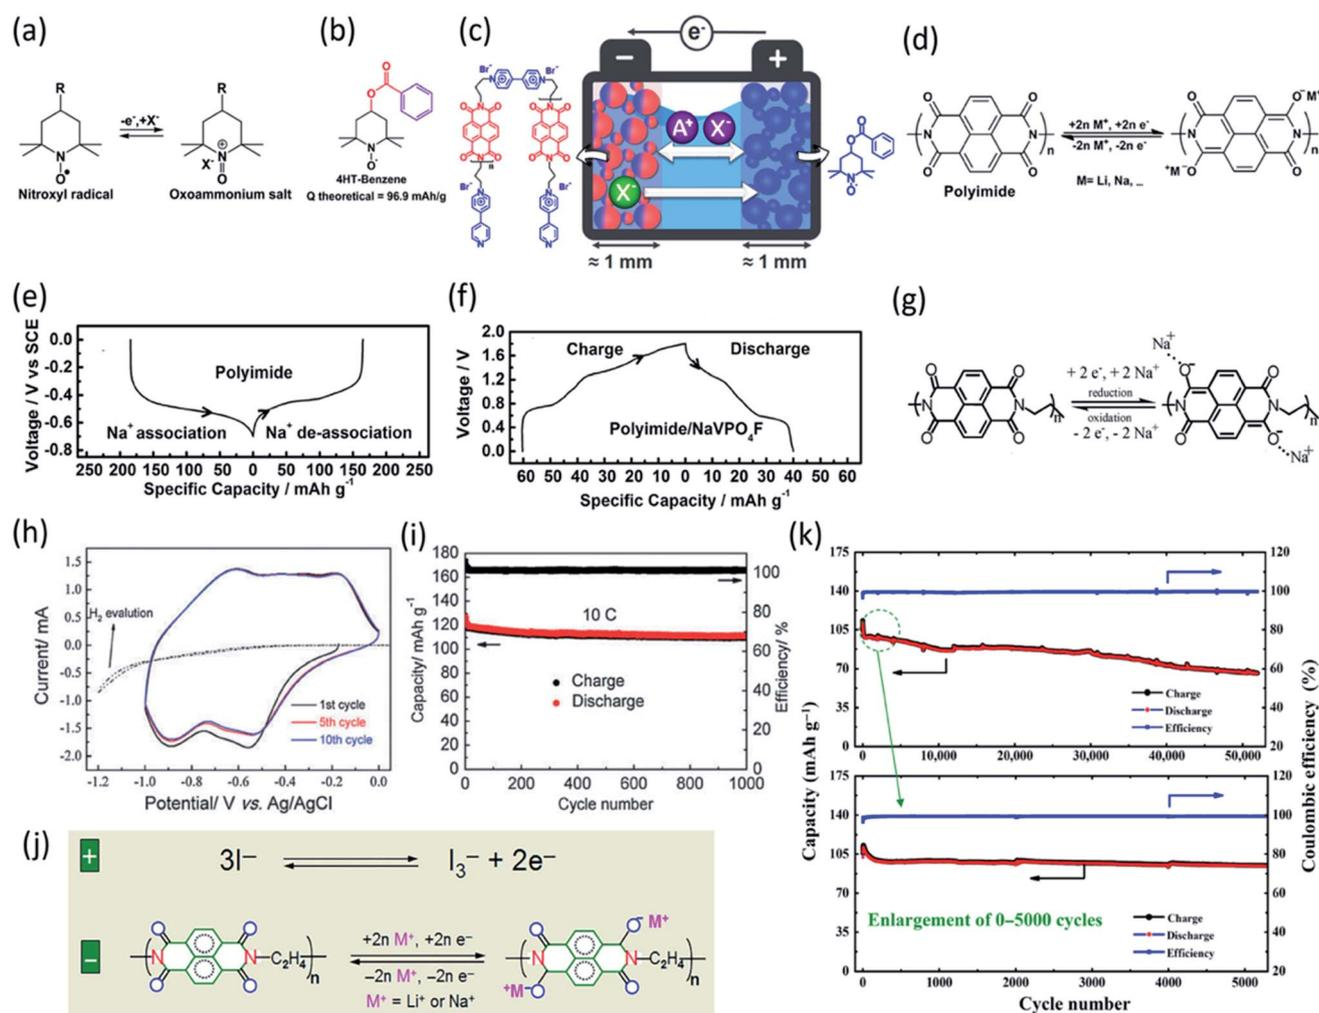 (a)
R
R
-e-,+X-
N
O•
X-
N
O
Nitroxyl radical
Oxoammonium salt
(b)
O
O
N
O
4HT-Benzene
Q theoretical = 96.9 mAh/g
(c)
e-
−
+
Br-
Br-
A+
X-
X-
≈ 1 mm
≈ 1 mm
(d)
Polyimide
+2n M+, +2n e-
-2n M+, -2n e-
M= Li, Na, ..
(e)
Voltage / V vs SCE
0.0
-0.2
-0.4
-0.6
-0.8
Polyimide
Na+ association
Na+ de-association
250 200 150 100 50 0 50 100 150 200 250
Specific Capacity / mAh g-1
(f)
Voltage / V
2.0
1.6
1.2
0.8
0.4
0.0
Charge
Discharge
Polyimide/NaVPO4F
60 50 40 30 20 10 0 10 20 30 40 50 60
Specific Capacity / mAh g-1
(g)
+ 2 e-, + 2 Na+
reduction
oxidation
- 2 e-, - 2 Na+
Na+
Na+
(h)
Current/ mA
1.5
1.0
0.5
0.0
-0.5
-1.0
-1.5
-2.0
H2 evalution
1st cycle
5th cycle
10th cycle
-1.2 -1.0 -0.8 -0.6 -0.4 -0.2 0.0
Potential/ V vs. Ag/AgCl
(i)
Capacity/ mAh g-1
180
160
140
120
100
80
60
40
20
0
10 C
Charge
Discharge
100
80
60
40
20
0
Efficiency/ %
0 200 400 600 800 1000
Cycle number
(j)
+
3I− I3− + 2e−
−
+2n M+, +2n e−
−2n M+, −2n e−
M+ = Li+ or Na+
N
N−C2H4
n
M+
+M
N
N−C2H4
n
(k)
Capacity (mAh g−1)
175
140
105
70
35
0
Charge
Discharge
Efficiency
120
100
80
60
40
20
0 10,000 20,000 30,000 40,000 50,000
175
140
105
70
35
0
Enlargement of 0–5000 cycles
Charge
Discharge
Efficiency
120
100
80
60
40
20
0 1000 2000 3000 4000 5000
Cycle number
Coulombic efficiency (%)